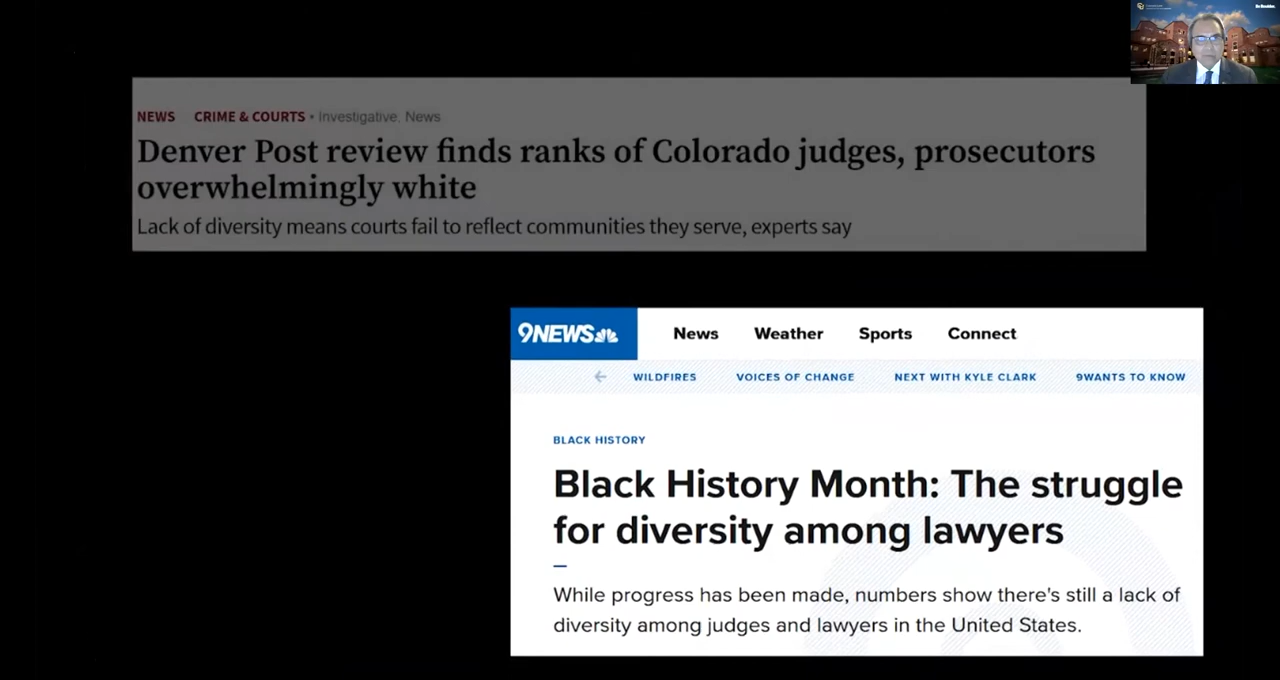 Be Boulder.
NEWS CRIME & COURTS • Investigative, News
Denver Post review finds ranks of Colorado judges, prosecutors
overwhelmingly white
Lack of diversity means courts fail to reflect communities they serve, experts say
9NEWS
News Weather Sports Connect
← WILDFIRES VOICES OF CHANGE NEXT WITH KYLE CLARK 9WANTS TO KNOW
BLACK HISTORY
Black History Month: The struggle
for diversity among lawyers
While progress has been made, numbers show there's still a lack of
diversity among judges and lawyers in the United States.